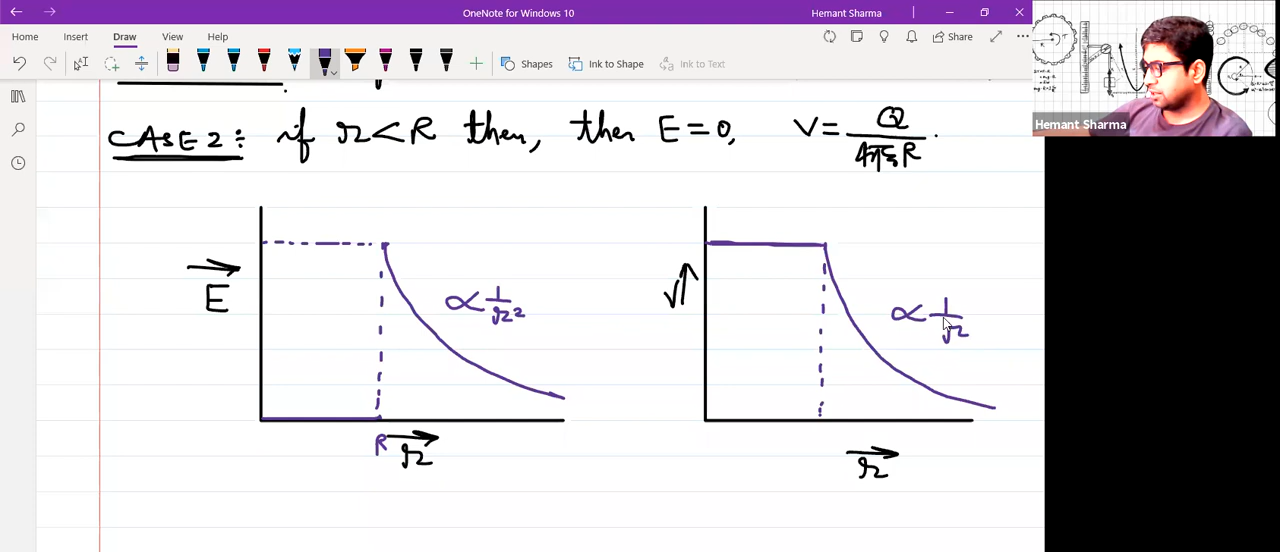 OneNote for Windows 10
Hemant Sharma
Home Insert Draw View Help
Share
Shapes
Ink to Shape
Ink to Text
Hemant Sharma
CASE 2: if r<R then, then E=0, V=Q/4πε₀R.
E
∝ 1/r²
R
r
V
∝ 1/r
r